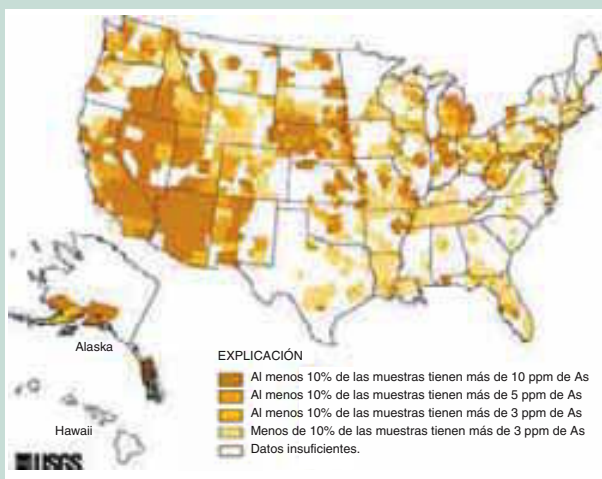 Alaska
Hawaii
USGS
EXPLICACIÓN
Al menos 10% de las muestras tienen más de 10 ppm de As
Al menos 10% de las muestras tienen más de 5 ppm de As
Al menos 10% de las muestras tienen más de 3 ppm de As
Menos de 10% de las muestras tienen más de 3 ppm de As
Datos insuficientes.